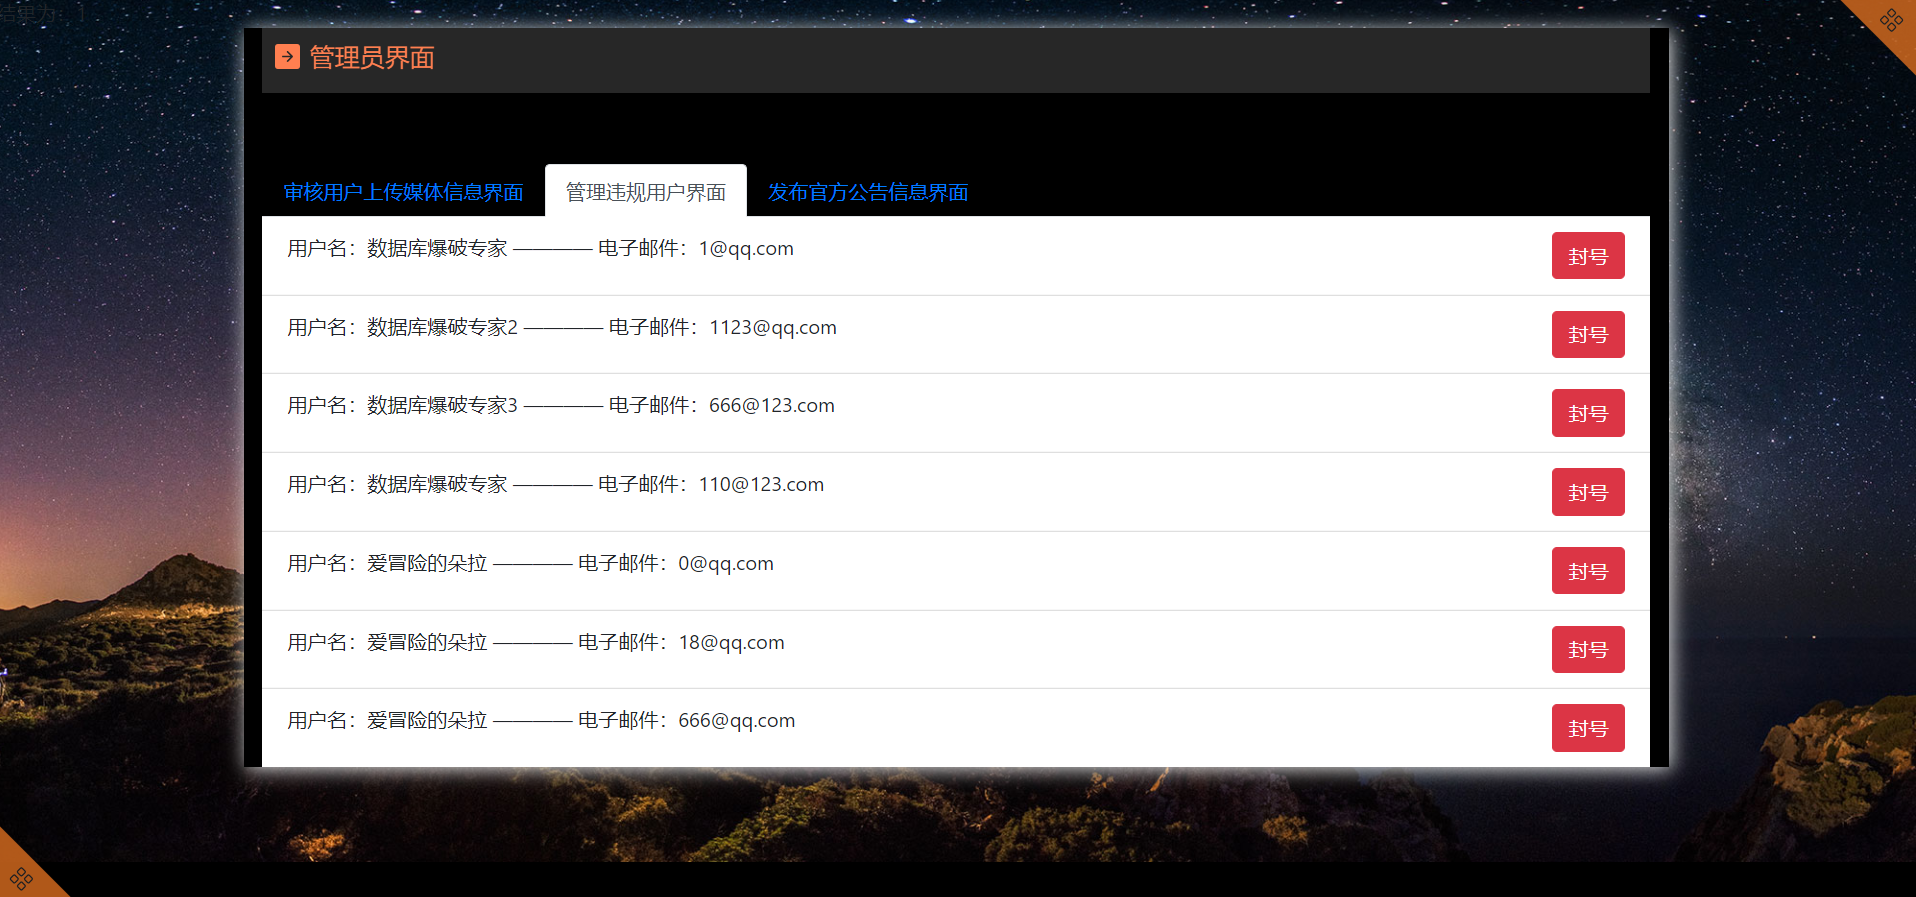 结果为：1
管理员界面
审核用户上传媒体信息界面 管理违规用户界面 发布官方公告信息界面
用户名：数据库爆破专家 ———— 电子邮件：1@qq.com 封号
用户名：数据库爆破专家2 ———— 电子邮件：1123@qq.com 封号
用户名：数据库爆破专家3 ———— 电子邮件：666@123.com 封号
用户名：数据库爆破专家 ———— 电子邮件：110@123.com 封号
用户名：爱冒险的朵拉 ———— 电子邮件：0@qq.com 封号
用户名：爱冒险的朵拉 ———— 电子邮件：18@qq.com 封号
用户名：爱冒险的朵拉 ———— 电子邮件：666@qq.com 封号